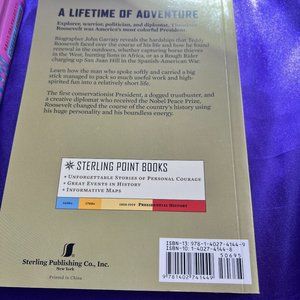 A LIFETIME OF ADVENTURE
Explorer, warrior, politician, and diplomat, Theodore
Roosevelt was America's most colorful President
Biographer John Garraty reveals the hardships that Teddy
Roosevelt faced over the course of his life and how he found
renewal in the outdoors, whether capturing thieves
in the West, hunting lions in Africa, or as a Rough Rider
charging up San Juan Hill in the Spanish-American War.
Learn how the man who spoke softly and carried a big
stick managed to pack so much useful work and high-
spirited fun into a relatively short life.
The first conservationist President, a dogged trustbuster, and
a creative diplomat who received the Nobel Peace Prize,
Roosevelt changed the course of the country's history using
his huge personality and his boundless energy.
STERLING POINT BOOKS
• Unforgettable Stories of Personal Courage
• Great Events in History
• Informative Maps
PRESIDENTIAL HISTORY
Sterling Publishing Co., Inc.
New York
Printed in China
ISBN-13: 978-1-4027-4144-9
ISBN-10: 1-4027-4144-8
50695
9 781402 741449